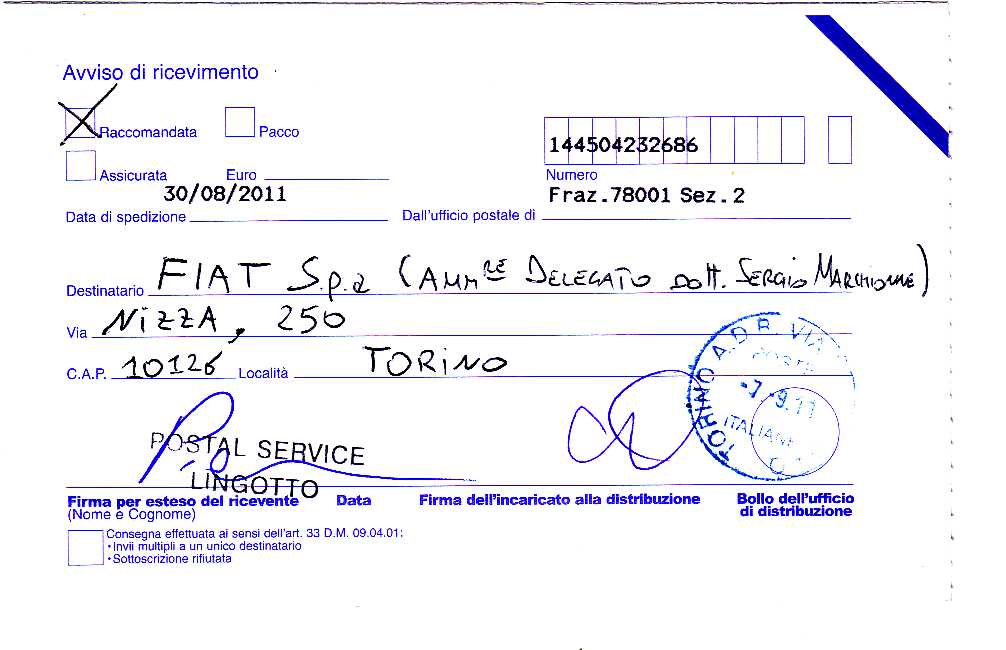 Avviso di ricevimento
Raccomandata Pacco
144504232686
Assicurata Euro Numero
30/08/2011 Fraz.78001 Sez.2
Data di spedizione Dall'ufficio postale di
Destinatario FIAT S.p.a (AMM.RE DELEGATO DOTT. SERGIO MARCHIONNE)
Via NIZZA, 250
C.A.P. 10126 Località TORINO
TORINO A.D.R. VIA
POSTE
-7.-9.11
ITALIANE
POSTAL SERVICE
LINGOTTO
Firma per esteso del ricevente Data Firma dell'incaricato alla distribuzione Bollo dell'ufficio
(Nome e Cognome) di distribuzione
Consegna effettuata ai sensi dell'art. 33 D.M. 09.04.01:
• Invii multipli a un unico destinatario
• Sottoscrizione rifiutata